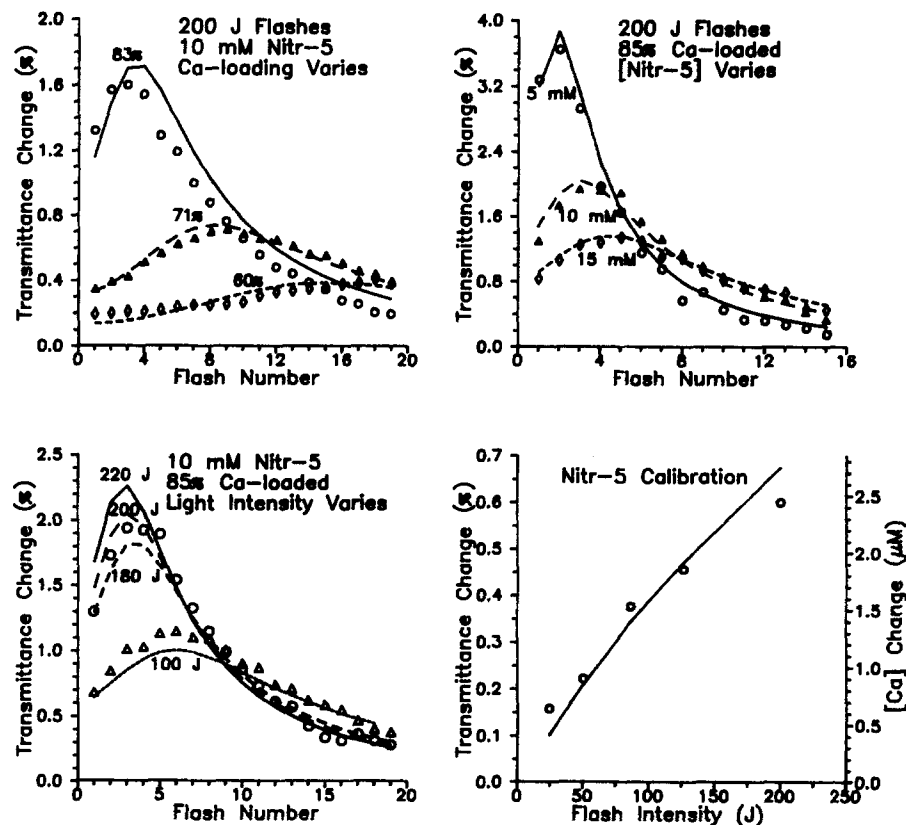 2.0
1.6
1.2
0.8
0.4
0.0
Transmittance Change (%)
200 J Flashes
10 mM Nitr-5
Ca-loading Varies
83%
71%
60%
0 4 8 12 16 20
Flash Number
4.0
3.2
2.4
1.6
0.8
0.0
Transmittance Change (%)
200 J Flashes
85% Ca-loaded
[Nitr-5] Varies
5 mM
10 mM
15 mM
0 4 8 12 16
Flash Number
2.5
2.0
1.5
1.0
0.5
0.0
Transmittance Change (%)
10 mM Nitr-5
85% Ca-loaded
Light Intensity Varies
220 J
200 J
180 J
100 J
0 5 10 15 20
Flash Number
0.7
0.6
0.5
0.4
0.3
0.2
0.1
0.0
Transmittance Change (%)
Nitr-5 Calibration
2.5
2.0
1.5
1.0
0.5
0.0
[Ca] Change (μM)
0 50 100 150 200 250
Flash Intensity (J)